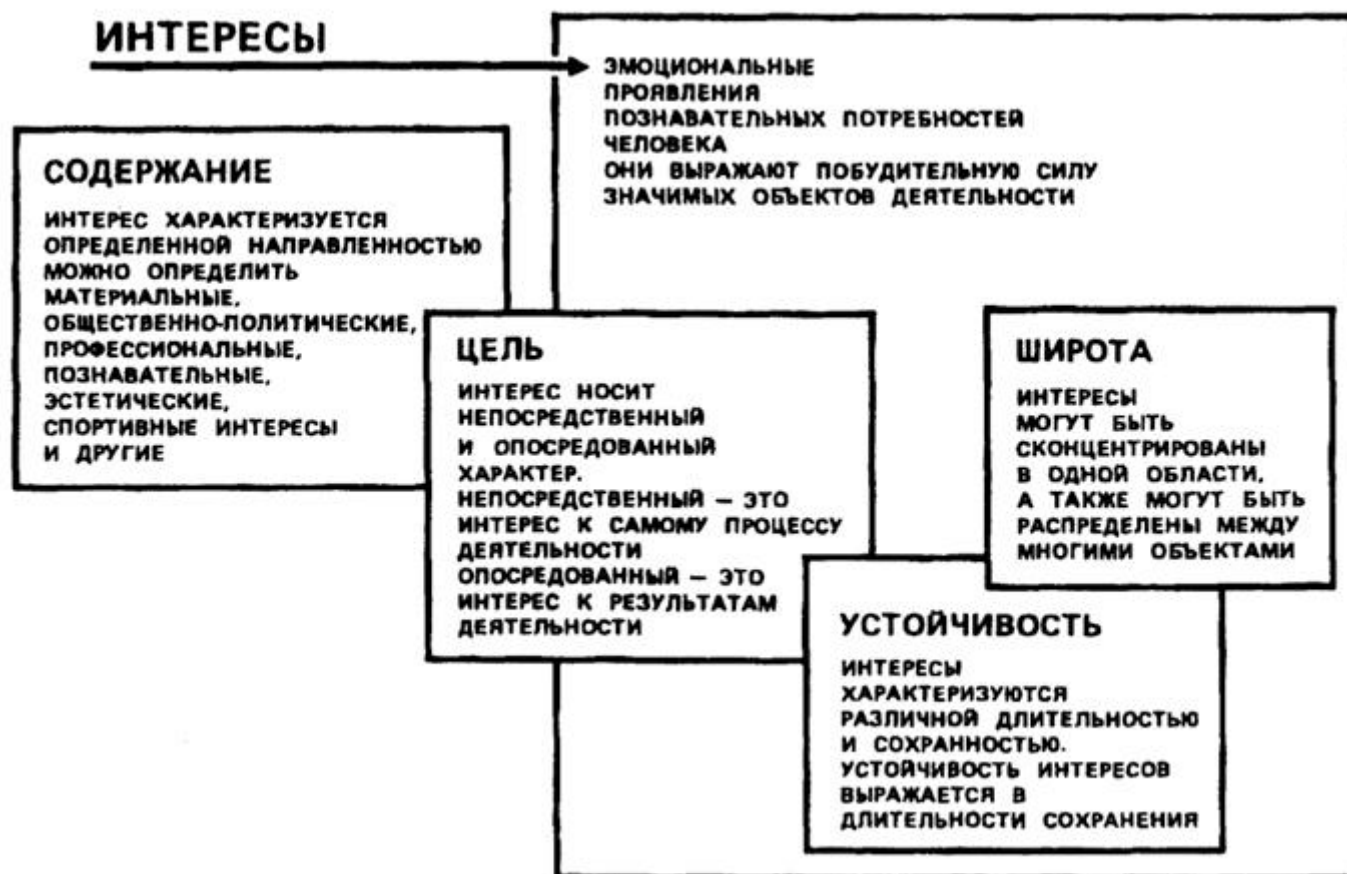 ИНТЕРЕСЫ
ЭМОЦИОНАЛЬНЫЕ
ПРОЯВЛЕНИЯ
ПОЗНАВАТЕЛЬНЫХ ПОТРЕБНОСТЕЙ
ЧЕЛОВЕКА
ОНИ ВЫРАЖАЮТ ПОБУДИТЕЛЬНУЮ СИЛУ
ЗНАЧИМЫХ ОБЪЕКТОВ ДЕЯТЕЛЬНОСТИ
СОДЕРЖАНИЕ
ИНТЕРЕС ХАРАКТЕРИЗУЕТСЯ
ОПРЕДЕЛЕННОЙ НАПРАВЛЕННОСТЬЮ
МОЖНО ОПРЕДЕЛИТЬ
МАТЕРИАЛЬНЫЕ,
ОБЩЕСТВЕННО-ПОЛИТИЧЕСКИЕ,
ПРОФЕССИОНАЛЬНЫЕ,
ПОЗНАВАТЕЛЬНЫЕ,
ЭСТЕТИЧЕСКИЕ,
СПОРТИВНЫЕ ИНТЕРЕСЫ
И ДРУГИЕ
ЦЕЛЬ
ИНТЕРЕС НОСИТ
НЕПОСРЕДСТВЕННЫЙ
И ОПОСРЕДОВАННЫЙ
ХАРАКТЕР.
НЕПОСРЕДСТВЕННЫЙ — ЭТО
ИНТЕРЕС К САМОМУ ПРОЦЕССУ
ДЕЯТЕЛЬНОСТИ
ОПОСРЕДОВАННЫЙ — ЭТО
ИНТЕРЕС К РЕЗУЛЬТАТАМ
ДЕЯТЕЛЬНОСТИ
ШИРОТА
ИНТЕРЕСЫ
МОГУТ БЫТЬ
СКОНЦЕНТРИРОВАНЫ
В ОДНОЙ ОБЛАСТИ,
А ТАКЖЕ МОГУТ БЫТЬ
РАСПРЕДЕЛЕНЫ МЕЖДУ
МНОГИМИ ОБЪЕКТАМИ
УСТОЙЧИВОСТЬ
ИНТЕРЕСЫ
ХАРАКТЕРИЗУЮТСЯ
РАЗЛИЧНОЙ ДЛИТЕЛЬНОСТЬЮ
И СОХРАННОСТЬЮ.
УСТОЙЧИВОСТЬ ИНТЕРЕСОВ
ВЫРАЖАЕТСЯ В
ДЛИТЕЛЬНОСТИ СОХРАНЕНИЯ